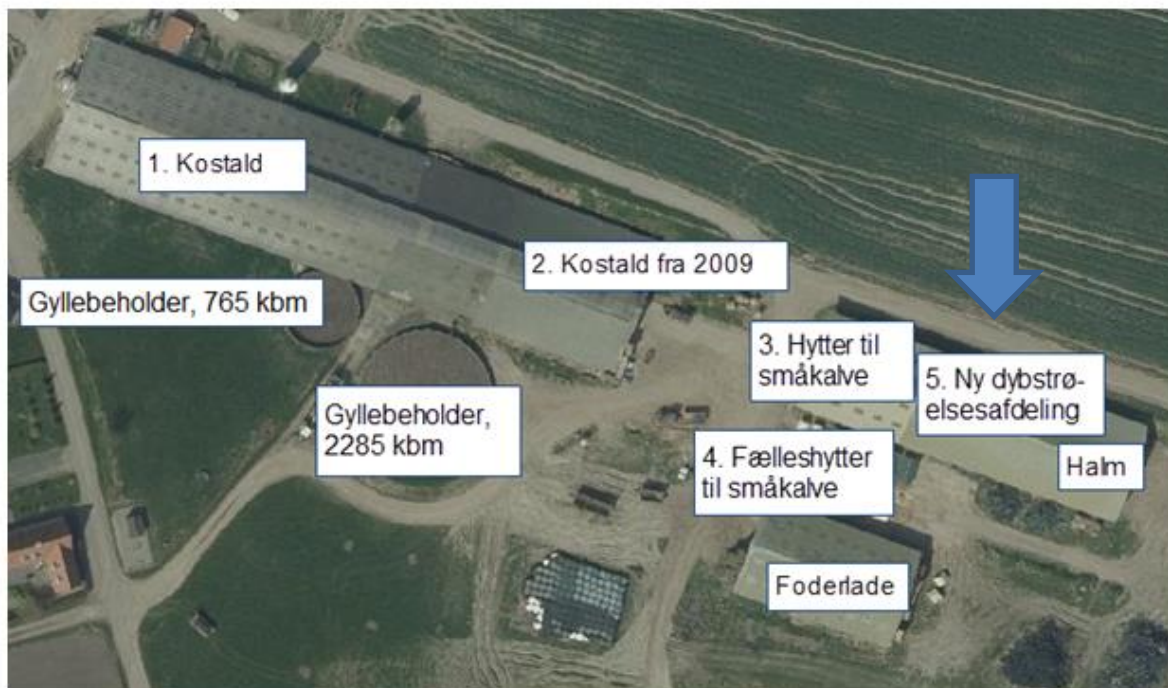 1. Kostald
2. Kostald fra 2009
Gyllebeholder, 765 kbm
3. Hytter til
småkalve
5. Ny dybstrø-
elsesafdeling
Gyllebeholder,
2285 kbm
4. Fælleshytter
til småkalve
Halm
Foderlade